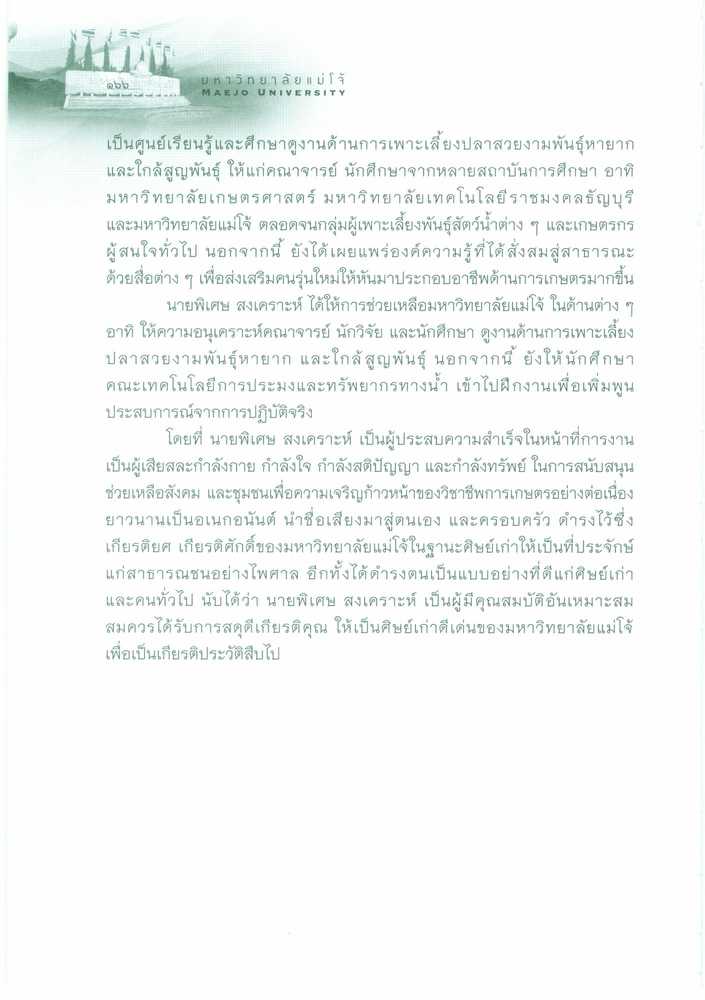 มหาวิทยาลัยแม่โจ้
๑๖๖
MAEJO UNIVERSITY
เป็นศูนย์เรียนรู้และศึกษาดูงานด้านการเพาะเลี้ยงปลาสวยงามพันธุ์หายาก
และใกล้สูญพันธุ์ ให้แก่คณาจารย์ นักศึกษาจากหลายสถาบันการศึกษา อาทิ
มหาวิทยาลัยเกษตรศาสตร์ มหาวิทยาลัยเทคโนโลยีราชมงคลธัญบุรี
และมหาวิทยาลัยแม่โจ้ ตลอดจนกลุ่มผู้เพาะเลี้ยงพันธุ์สัตว์น้ำต่าง ๆ และเกษตรกร
ผู้สนใจทั่วไป นอกจากนี้ ยังได้เผยแพร่องค์ความรู้ที่ได้สั่งสมสู่สาธารณะ
ด้วยสื่อต่าง ๆ เพื่อส่งเสริมคนรุ่นใหม่ให้หันมาประกอบอาชีพด้านการเกษตรมากขึ้น
นายพิเศษ สงเคราะห์ ได้ให้การช่วยเหลือมหาวิทยาลัยแม่โจ้ ในด้านต่าง ๆ
อาทิ ให้ความอนุเคราะห์คณาจารย์ นักวิจัย และนักศึกษา ดูงานด้านการเพาะเลี้ยง
ปลาสวยงามพันธุ์หายาก และใกล้สูญพันธุ์ นอกจากนี้ ยังให้นักศึกษา
คณะเทคโนโลยีการประมงและทรัพยากรทางน้ำ เข้าไปฝึกงานเพื่อเพิ่มพูน
ประสบการณ์จากการปฏิบัติจริง
โดยที่ นายพิเศษ สงเคราะห์ เป็นผู้ประสบความสำเร็จในหน้าที่การงาน
เป็นผู้เสียสละกำลังกาย กำลังใจ กำลังสติปัญญา และกำลังทรัพย์ ในการสนับสนุน
ช่วยเหลือสังคม และชุมชนเพื่อความเจริญก้าวหน้าของวิชาชีพการเกษตรอย่างต่อเนื่อง
ยาวนานเป็นอเนกอนันต์ นำชื่อเสียงมาสู่ตนเอง และครอบครัว ดำรงไว้ซึ่ง
เกียรติยศ เกียรติศักดิ์ของมหาวิทยาลัยแม่โจ้ในฐานะศิษย์เก่าให้เป็นที่ประจักษ์
แก่สาธารณชนอย่างไพศาล อีกทั้งได้ดำรงตนเป็นแบบอย่างที่ดีแก่ศิษย์เก่า
และคนทั่วไป นับได้ว่า นายพิเศษ สงเคราะห์ เป็นผู้มีคุณสมบัติอันเหมาะสม
สมควรได้รับการสดุดีเกียรติคุณ ให้เป็นศิษย์เก่าดีเด่นของมหาวิทยาลัยแม่โจ้
เพื่อเป็นเกียรติประวัติสืบไป